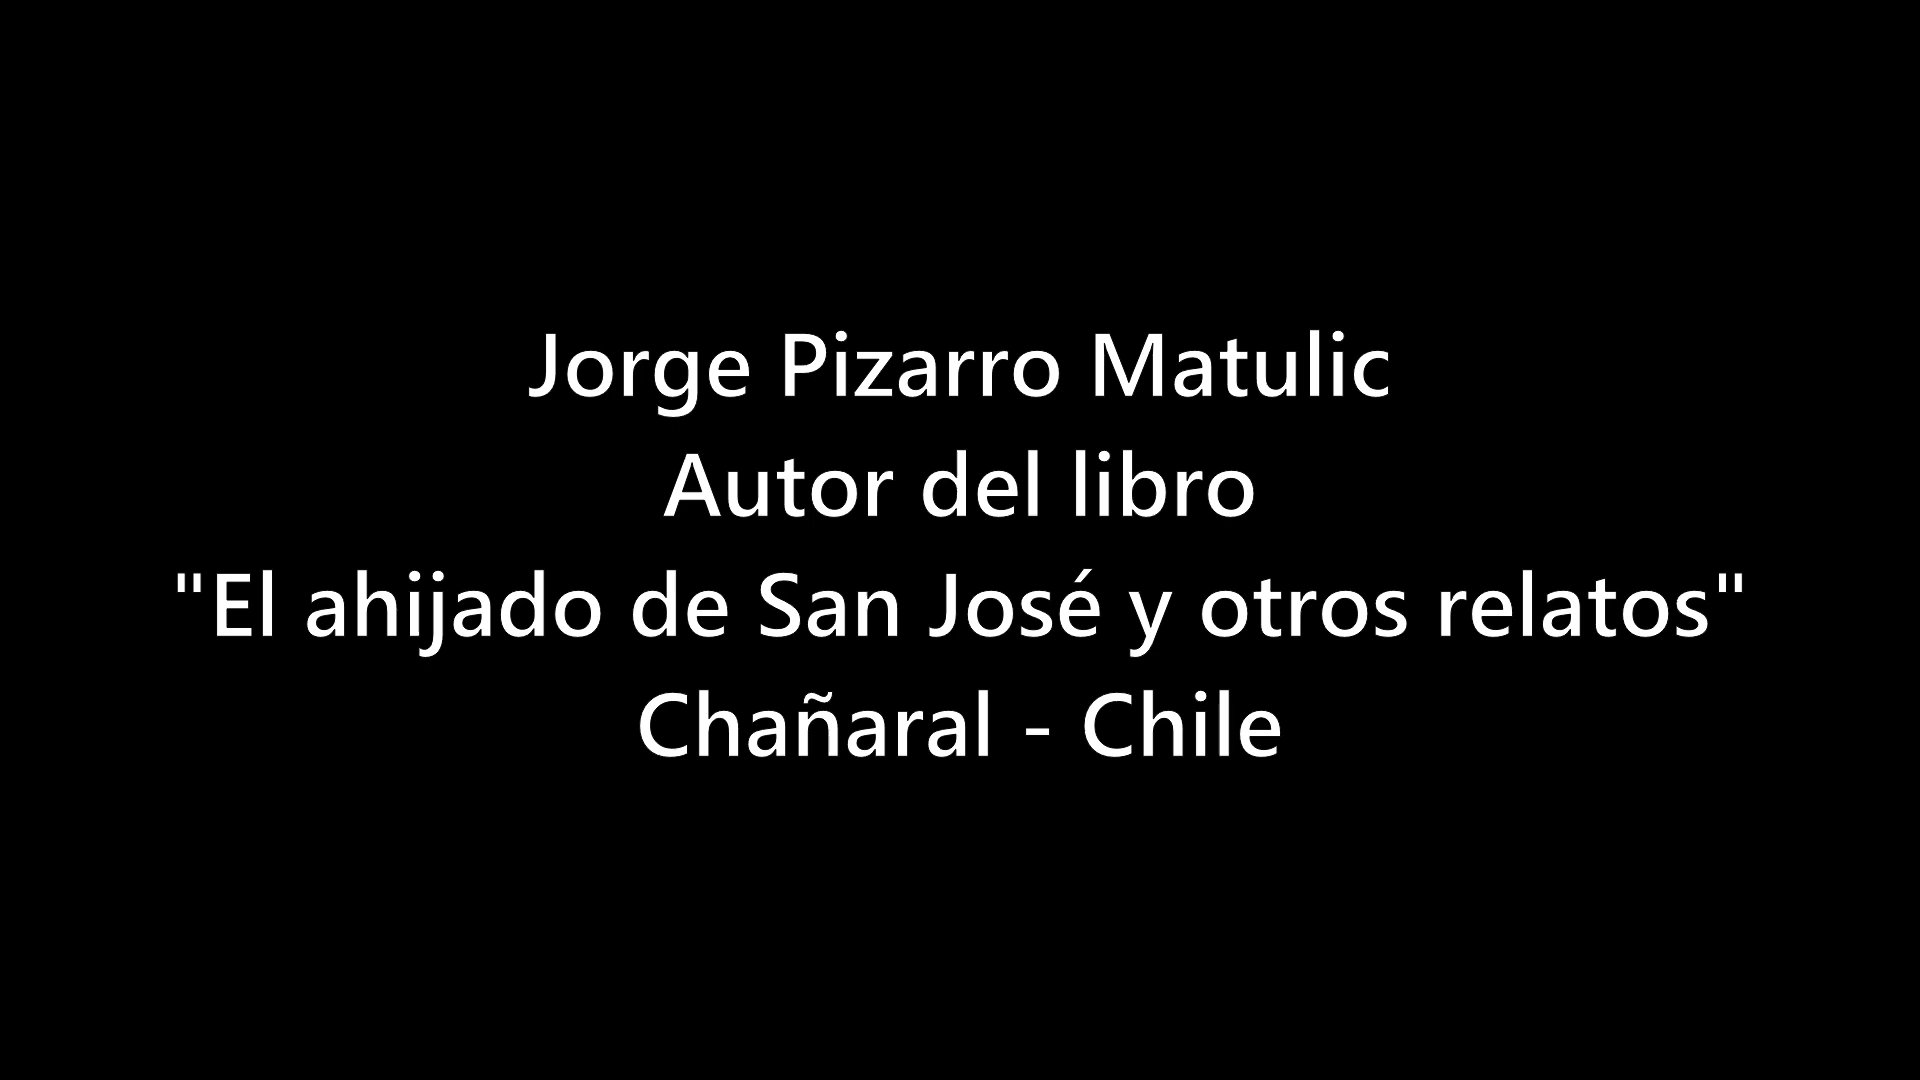 Jorge Pizarro Matulic
Autor del libro
"El ahijado de San José y otros relatos"
Chañaral - Chile